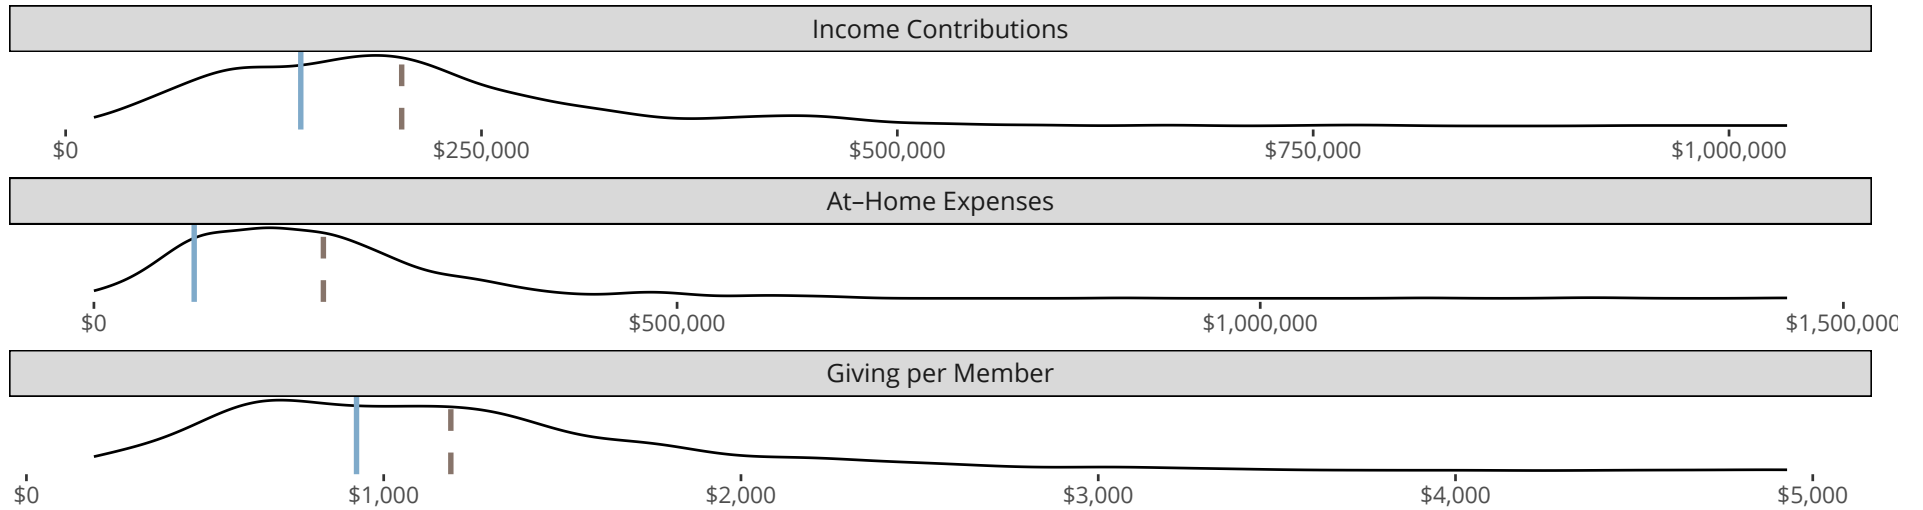 Income Contributions
$0 $250,000 $500,000 $750,000 $1,000,000
At–Home Expenses
$0 $500,000 $1,000,000 $1,500,000
Giving per Member
$0 $1,000 $2,000 $3,000 $4,000 $5,000